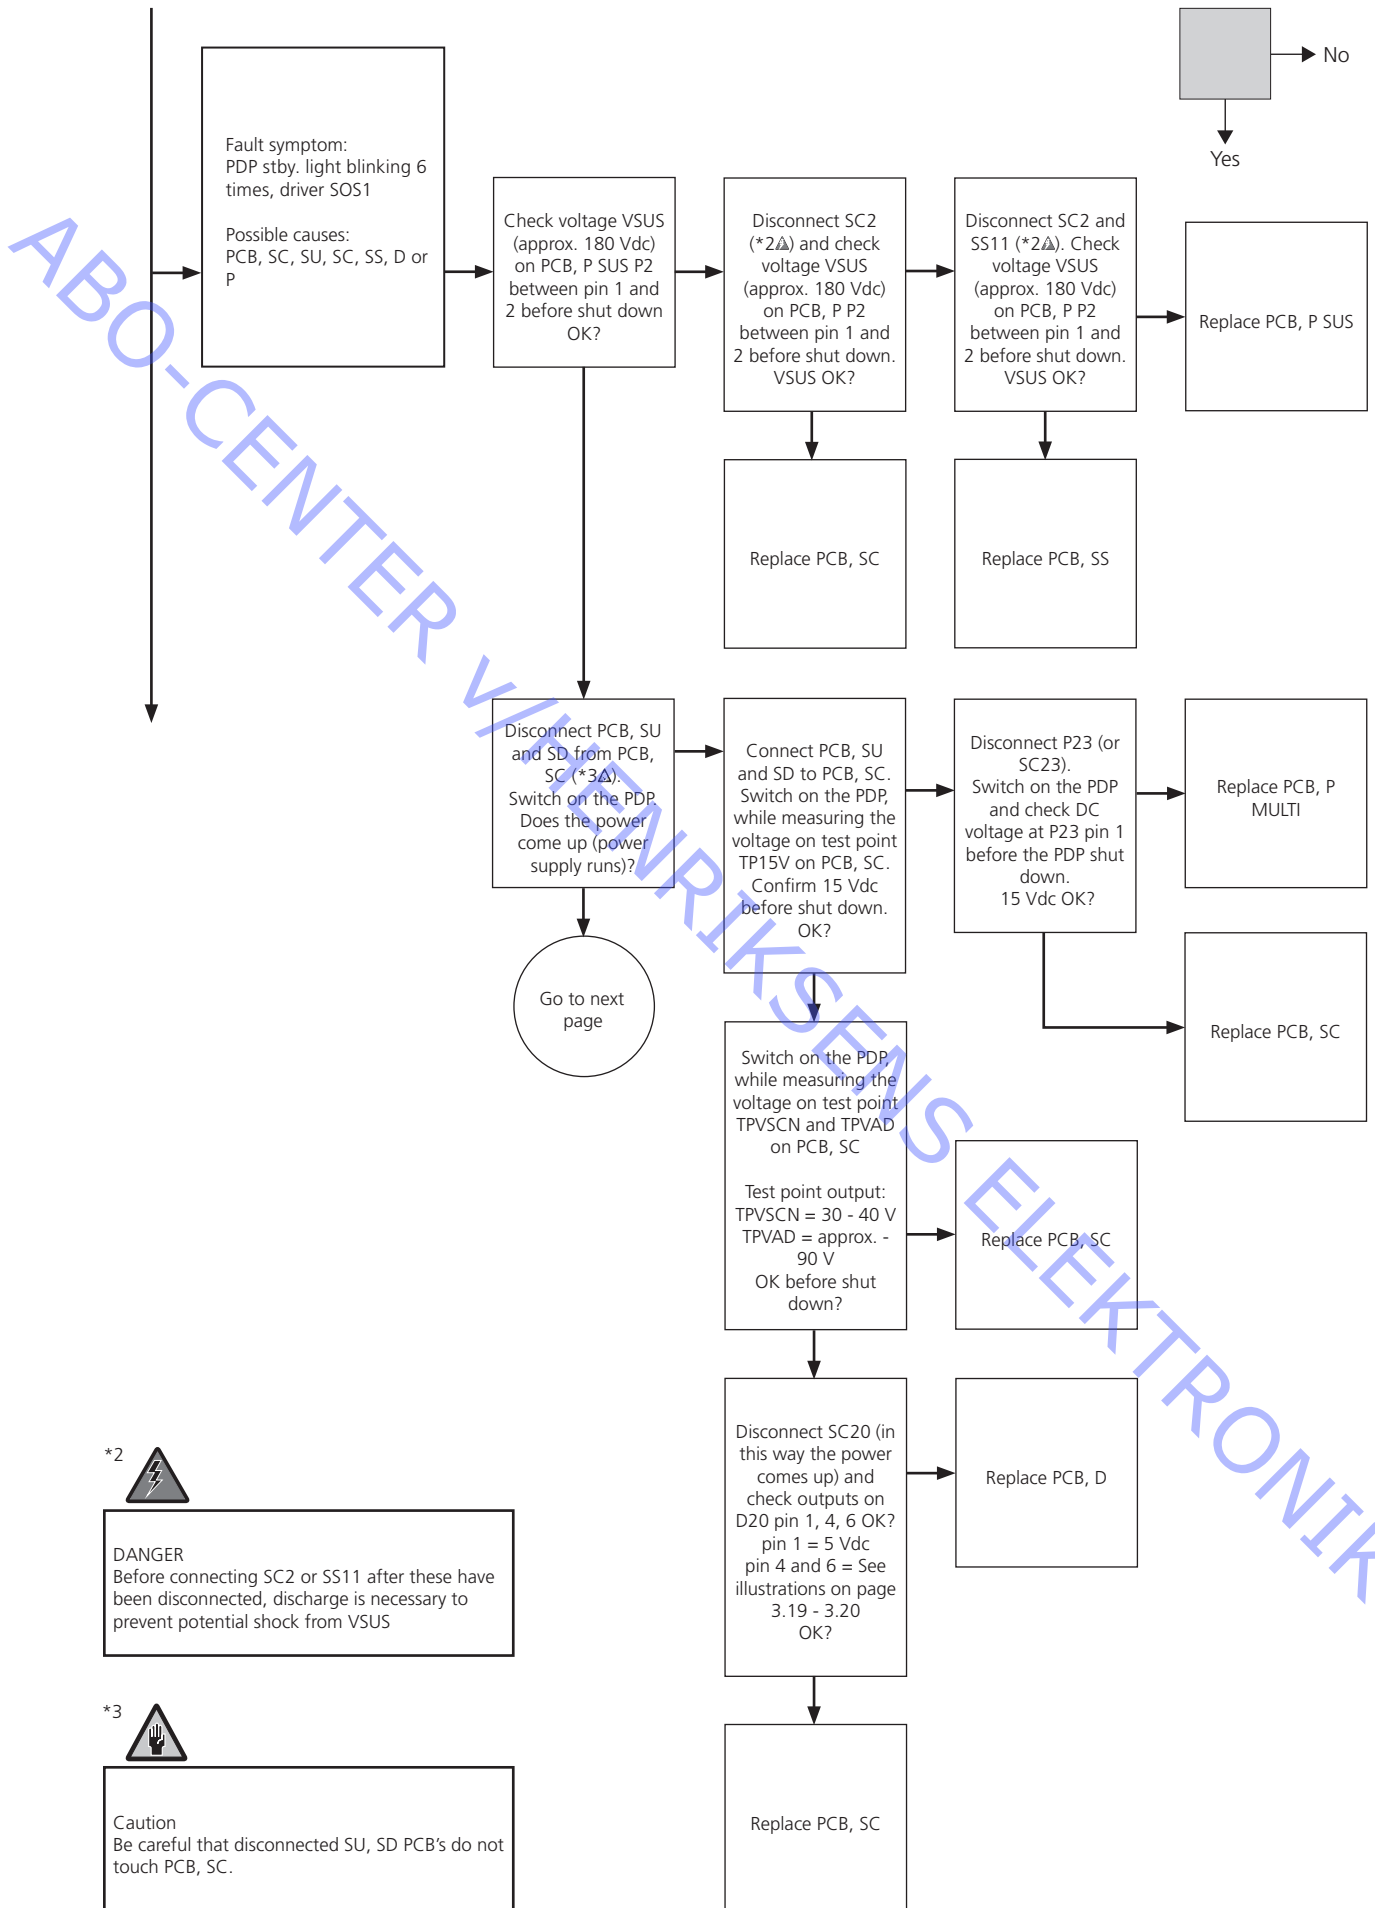 No
Yes
Fault symptom:
PDP stby. light blinking 6
times, driver SOS1
Possible causes:
PCB, SC, SU, SC, SS, D or
P
Check voltage VSUS
(approx. 180 Vdc)
on PCB, P SUS P2
between pin 1 and
2 before shut down
OK?
Disconnect SC2
(*2) and check
voltage VSUS
(approx. 180 Vdc)
on PCB, P P2
between pin 1 and
2 before shut down.
VSUS OK?
Disconnect SC2 and
SS11 (*2). Check
voltage VSUS
(approx. 180 Vdc)
on PCB, P P2
between pin 1 and
2 before shut down.
VSUS OK?
Replace PCB, P SUS
Replace PCB, SC
Replace PCB, SS
Disconnect PCB, SU
and SD from PCB,
SC (*3).
Switch on the PDP.
Does the power
come up (power
supply runs)?
Connect PCB, SU
and SD to PCB, SC.
Switch on the PDP,
while measuring the
voltage on test point
TP15V on PCB, SC.
Confirm 15 Vdc
before shut down.
OK?
Disconnect P23 (or
SC23).
Switch on the PDP
and check DC
voltage at P23 pin 1
before the PDP shut
down.
15 Vdc OK?
Replace PCB, P
MULTI
Replace PCB, SC
Go to next
page
Switch on the PDP,
while measuring the
voltage on test point
TPVSCN and TPVAD
on PCB, SC
Test point output:
TPVSCN = 30 - 40 V
TPVAD = approx. -
90 V
OK before shut
down?
Replace PCB, SC
Disconnect SC20 (in
this way the power
comes up) and
check outputs on
D20 pin 1, 4, 6 OK?
pin 1 = 5 Vdc
pin 4 and 6 = See
illustrations on page
3.19 - 3.20
OK?
Replace PCB, D
Replace PCB, SC
*2
DANGER
Before connecting SC2 or SS11 after these have
been disconnected, discharge is necessary to
prevent potential shock from VSUS
*3
Caution
Be careful that disconnected SU, SD PCB's do not
touch PCB, SC.
ABO-CENTER v/HENRIKSENS ELEKTRONIK